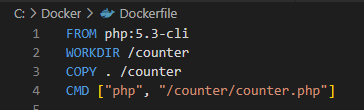 C: > Docker > Dockerfile
1 FROM php:5.3-cli
2 WORKDIR /counter
3 COPY . /counter
4 CMD ["php", "/counter/counter.php"]